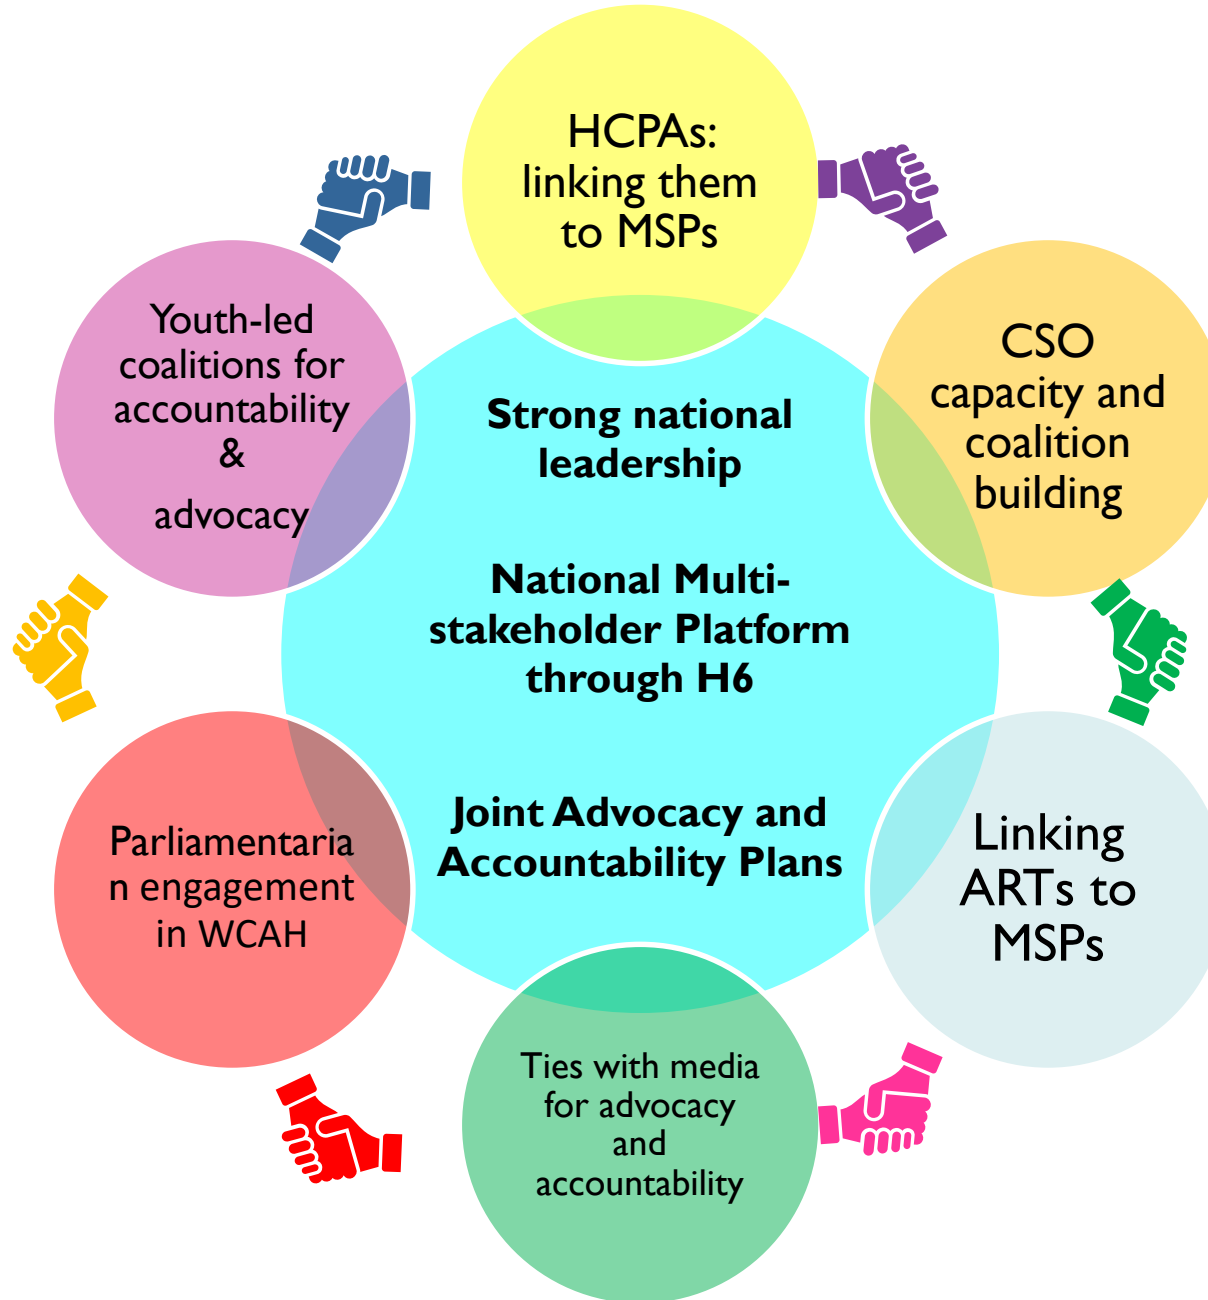 HCPAs:
linking them
to MSPs
Youth-led
coalitions for
accountability
&
advocacy
CSO
capacity and
coalition
building
Strong national
leadership
National Multi-
stakeholder Platform
through H6
Joint Advocacy and
Accountability Plans
Parliamentaria
n engagement
in WCAH
Linking
ARTs to
MSPs
Ties with media
for advocacy
and
accountability